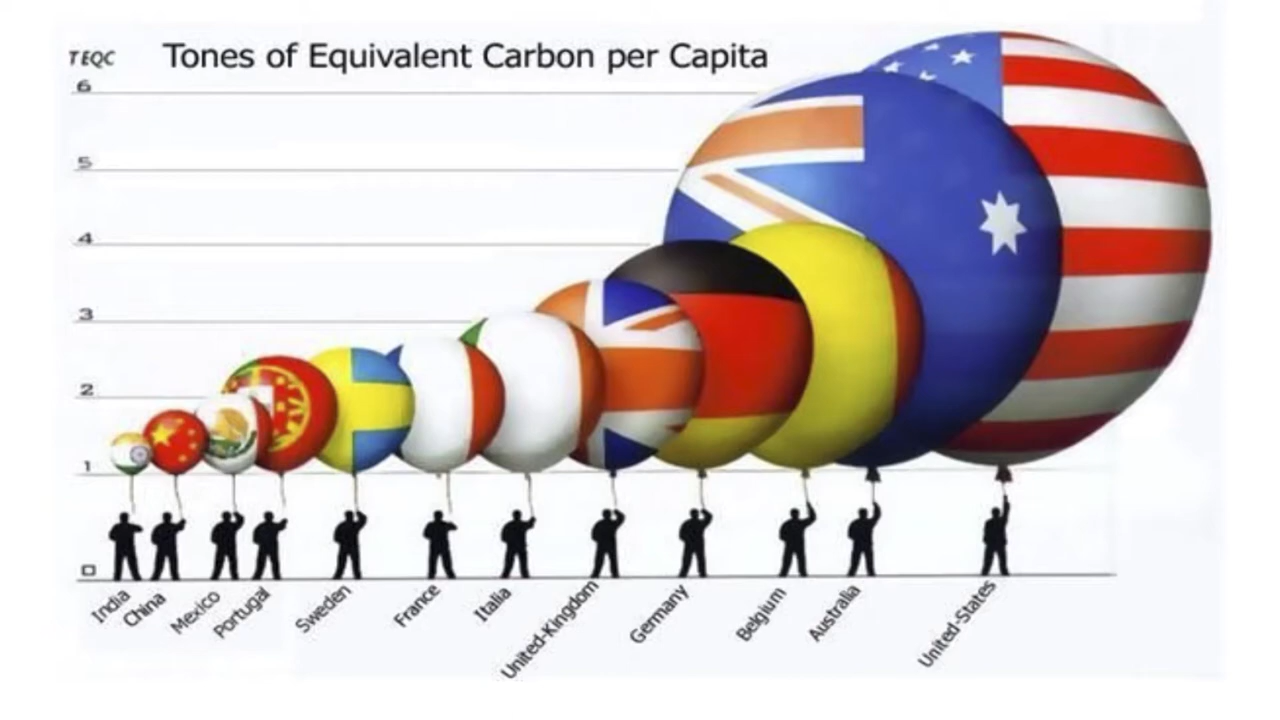 TEQC
Tones of Equivalent Carbon per Capita
6
5
4
3
2
1
0
India
China
Mexico
Portugal
Sweden
France
Italia
United-Kingdom
Germany
Belgium
Australia
United-States